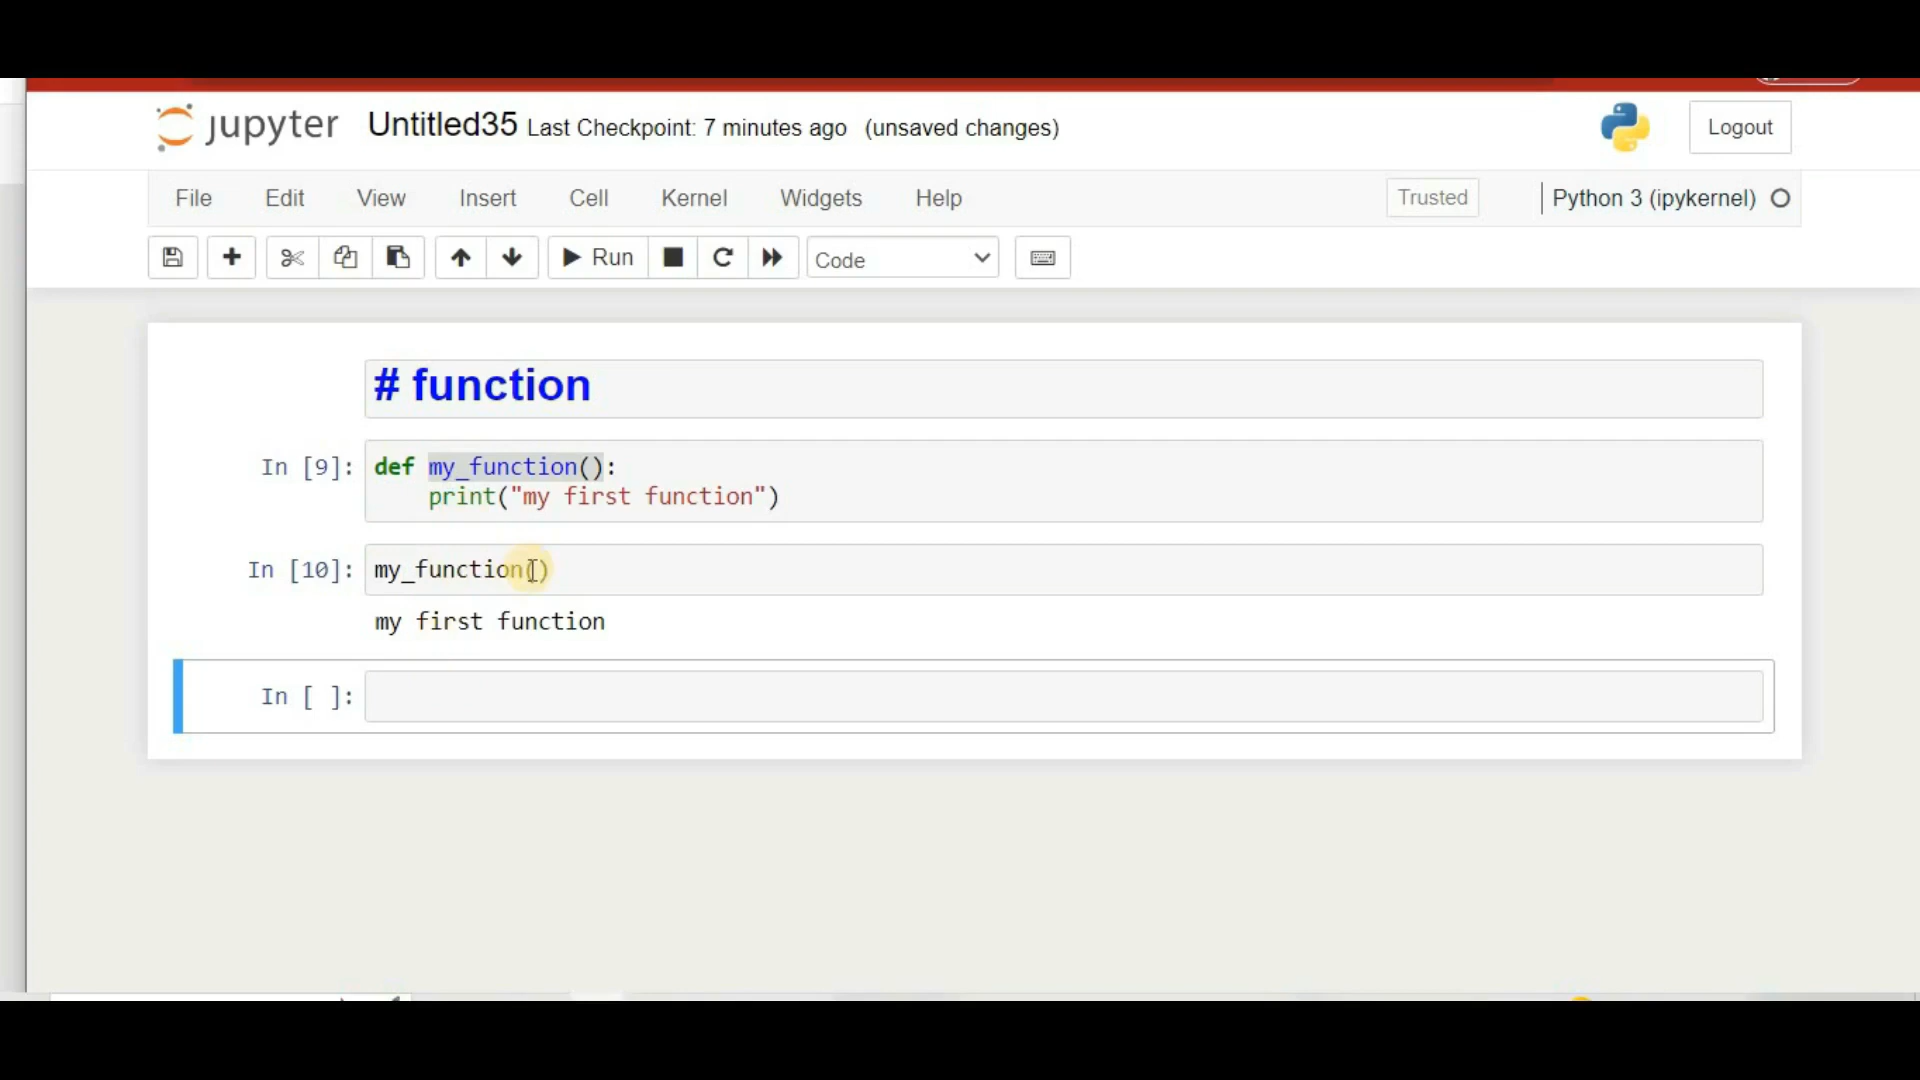 jupyter Untitled35 Last Checkpoint: 7 minutes ago (unsaved changes) Logout
File Edit View Insert Cell Kernel Widgets Help Trusted Python 3 (ipykernel)
Run Code
# function
In [9]: def my_function():
print("my first function")
In [10]: my_function()
my first function
In [ ]: